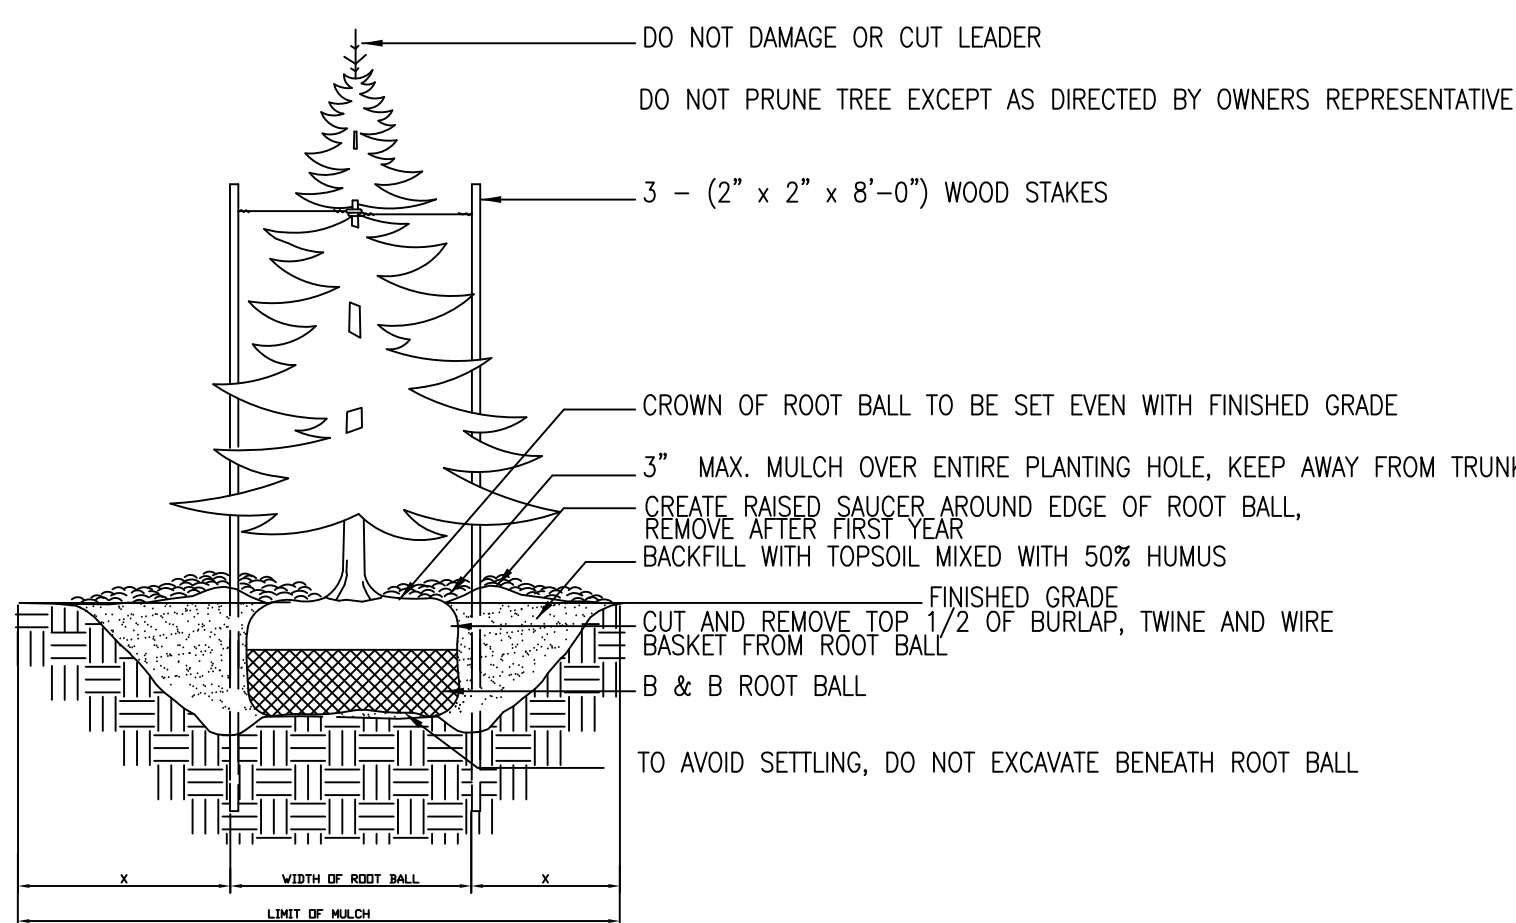 DO NOT DAMAGE OR CUT LEADER
DO NOT PRUNE TREE EXCEPT AS DIRECTED BY OWNERS REPRESENTATIVE
3 - (2" x 2" x 8'-0") WOOD STAKES
CROWN OF ROOT BALL TO BE SET EVEN WITH FINISHED GRADE
3" MAX. MULCH OVER ENTIRE PLANTING HOLE, KEEP AWAY FROM TRUNK
CREATE RAISED SAUCER AROUND EDGE OF ROOT BALL,
REMOVE AFTER FIRST YEAR
BACKFILL WITH TOPSOIL MIXED WITH 50% HUMUS
FINISHED GRADE
CUT AND REMOVE TOP 1/2 OF BURLAP, TWINE AND WIRE
BASKET FROM ROOT BALL
B & B ROOT BALL
TO AVOID SETTLING, DO NOT EXCAVATE BENEATH ROOT BALL
X WIDTH OF ROOT BALL X
LIMIT OF MULCH